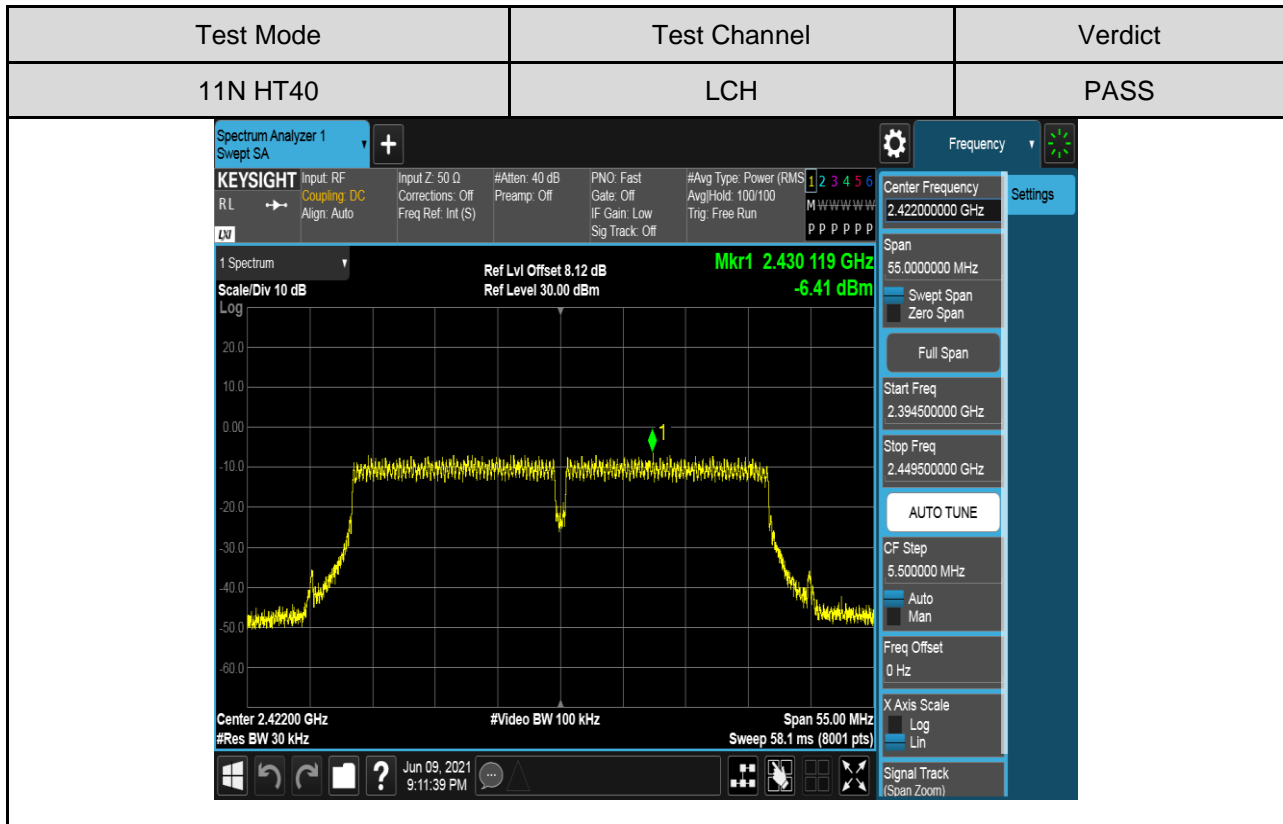 Test Mode Test Channel Verdict
11N HT40 LCH PASS
Spectrum Analyzer 1
Swept SA
+
Frequency
KEYSIGHT
RL
LXI
Input: RF
Coupling: DC
Align: Auto
Input Z: 50 Ω
Corrections: Off
Freq Ref: Int (S)
#Atten: 40 dB
Preamp: Off
PNO: Fast
Gate: Off
IF Gain: Low
Sig Track: Off
#Avg Type: Power (RMS
Avg|Hold: 100/100
Trig: Free Run
1 2 3 4 5 6
M W W W W W
P P P P P P
1 Spectrum
Scale/Div 10 dB
Ref Lvl Offset 8.12 dB
Ref Level 30.00 dBm
Mkr1 2.430 119 GHz
-6.41 dBm
Log
20.0
10.0
0.00
-10.0
-20.0
-30.0
-40.0
-50.0
-60.0
1
Center 2.42200 GHz
#Res BW 30 kHz
#Video BW 100 kHz
Span 55.00 MHz
Sweep 58.1 ms (8001 pts)
?
Jun 09, 2021
9:11:39 PM
Center Frequency
2.422000000 GHz
Settings
Span
55.0000000 MHz
Swept Span
Zero Span
Full Span
Start Freq
2.394500000 GHz
Stop Freq
2.449500000 GHz
AUTO TUNE
CF Step
5.500000 MHz
Auto
Man
Freq Offset
0 Hz
X Axis Scale
Log
Lin
Signal Track
(Span Zoom)